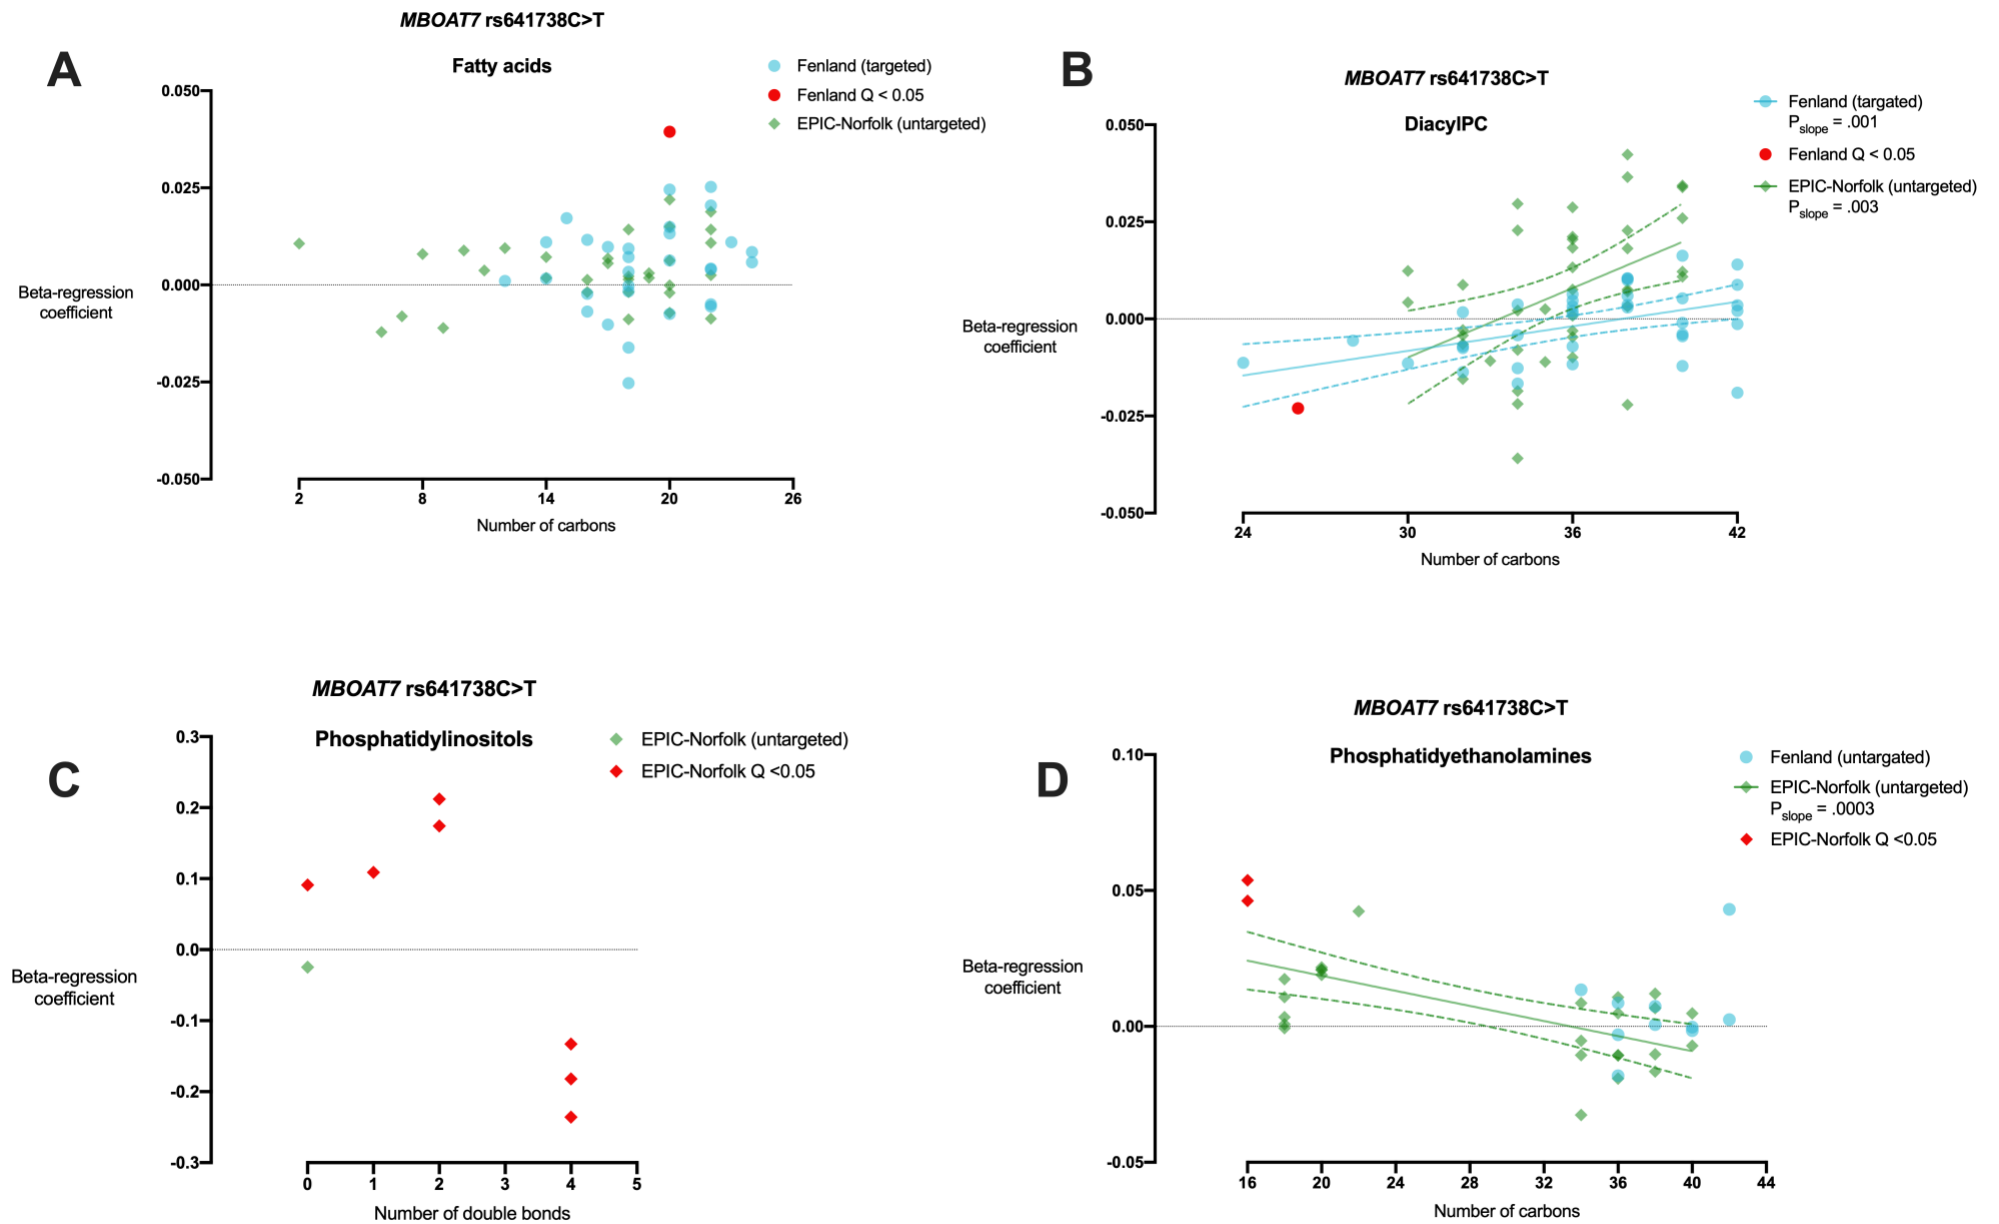 A
MBOAT7 rs641738C>T
Fatty acids
Fenland (targeted)
Fenland Q < 0.05
EPIC-Norfolk (untargeted)
0.050
0.025
0.000
-0.025
-0.050
Beta-regression
coefficient
2 8 14 20 26
Number of carbons
B
MBOAT7 rs641738C>T
DiacylPC
Fenland (targated)
Pslope = .001
Fenland Q < 0.05
EPIC-Norfolk (untargeted)
Pslope = .003
0.050
0.025
0.000
-0.025
-0.050
Beta-regression
coefficient
24 30 36 42
Number of carbons
C
MBOAT7 rs641738C>T
Phosphatidylinositols
EPIC-Norfolk (untargeted)
EPIC-Norfolk Q <0.05
0.3
0.2
0.1
0.0
-0.1
-0.2
-0.3
Beta-regression
coefficient
0 1 2 3 4 5
Number of double bonds
D
MBOAT7 rs641738C>T
Phosphatidyethanolamines
Fenland (untargeted)
EPIC-Norfolk (untargeted)
Pslope = .0003
EPIC-Norfolk Q <0.05
0.10
0.05
0.00
-0.05
Beta-regression
coefficient
16 20 24 28 32 36 40 44
Number of carbons